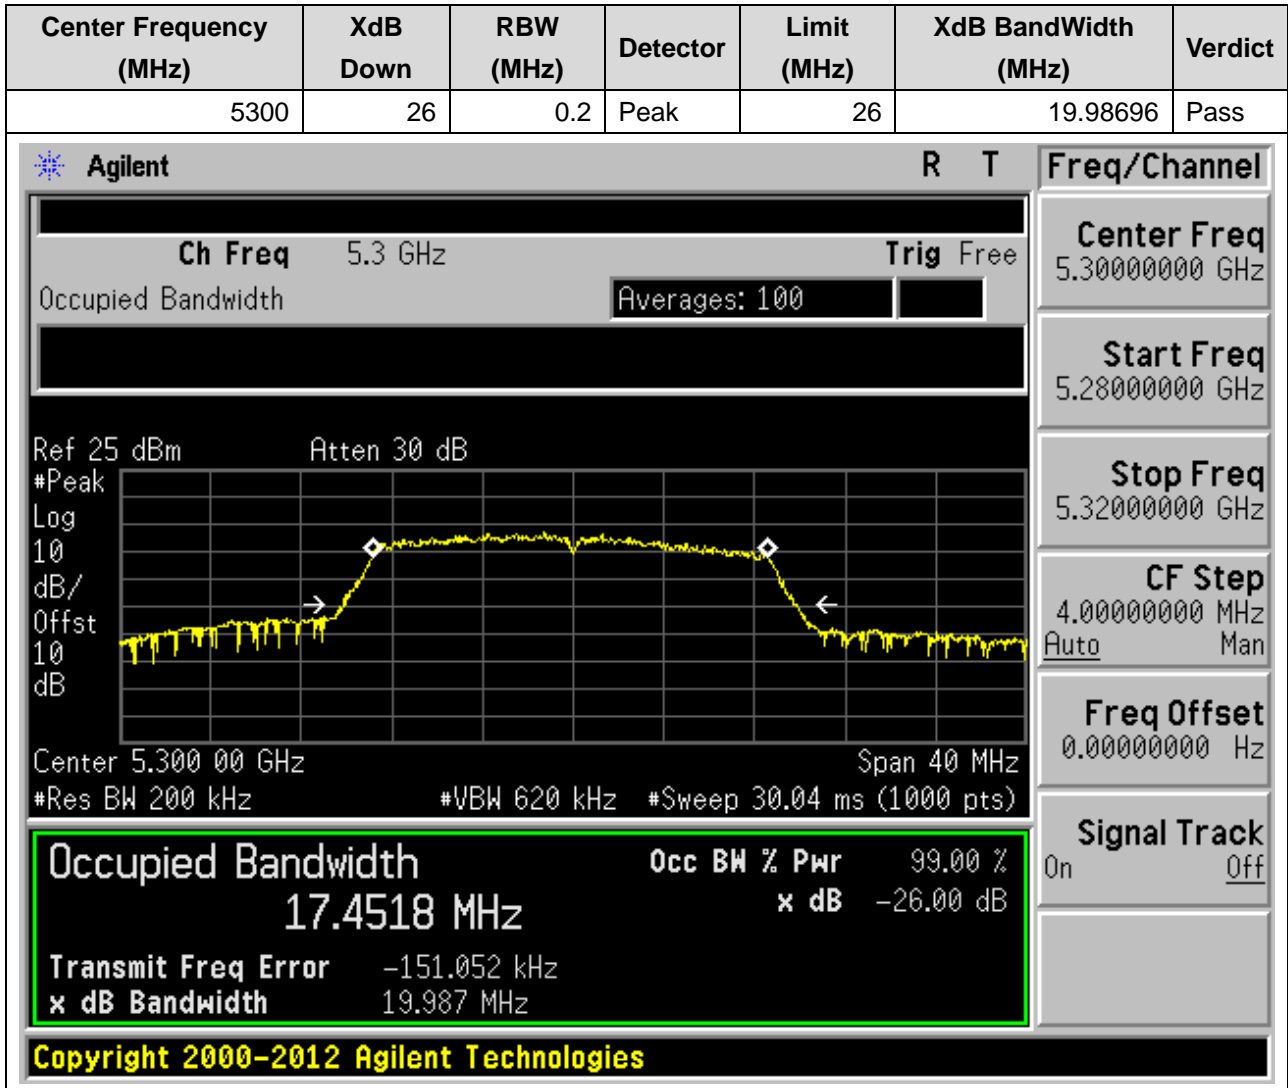 Center Frequency (MHz) XdB Down RBW (MHz) Detector Limit (MHz) XdB BandWidth (MHz) Verdict
5300 26 0.2 Peak 26 19.98696 Pass
Agilent R T Freq/Channel
Ch Freq 5.3 GHz Trig Free
Occupied Bandwidth Averages: 100
Center Freq
5.30000000 GHz
Start Freq
5.28000000 GHz
Stop Freq
5.32000000 GHz
CF Step
4.00000000 MHz
Auto Man
Freq Offset
0.00000000 Hz
Signal Track
On Off
Ref 25 dBm Atten 30 dB
#Peak
Log
10
dB/
Offst
10
dB
Center 5.300 00 GHz Span 40 MHz
#Res BW 200 kHz #VBW 620 kHz #Sweep 30.04 ms (1000 pts)
Occupied Bandwidth Occ BW % Pwr 99.00 %
17.4518 MHz x dB -26.00 dB
Transmit Freq Error -151.052 kHz
x dB Bandwidth 19.987 MHz
Copyright 2000-2012 Agilent Technologies